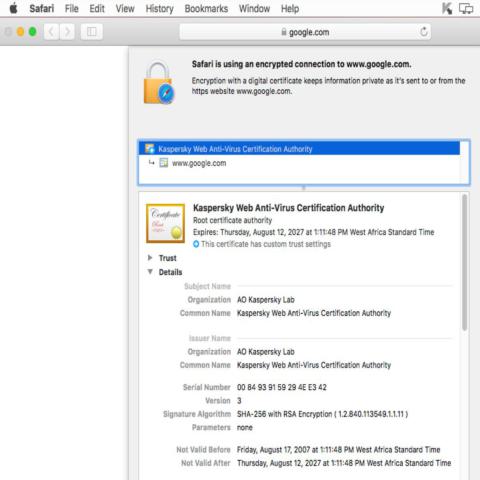 Safari File Edit View History Bookmarks Window Help
google.com
Safari is using an encrypted connection to www.google.com.
Encryption with a digital certificate keeps information private as it's sent to or from the
https website www.google.com.
Kaspersky Web Anti-Virus Certification Authority
www.google.com
Certificate
Root
Kaspersky Web Anti-Virus Certification Authority
Root certificate authority
Expires: Thursday, August 12, 2027 at 1:11:48 PM West Africa Standard Time
This certificate has custom trust settings
Trust
Details
Subject Name
Organization AO Kaspersky Lab
Common Name Kaspersky Web Anti-Virus Certification Authority
Issuer Name
Organization AO Kaspersky Lab
Common Name Kaspersky Web Anti-Virus Certification Authority
Serial Number 00 84 93 91 59 29 4E E3 42
Version 3
Signature Algorithm SHA-256 with RSA Encryption ( 1.2.840.113549.1.1.11 )
Parameters none
Not Valid Before Friday, August 17, 2007 at 1:11:48 PM West Africa Standard Time
Not Valid After Thursday, August 12, 2027 at 1:11:48 PM West Africa Standard Time